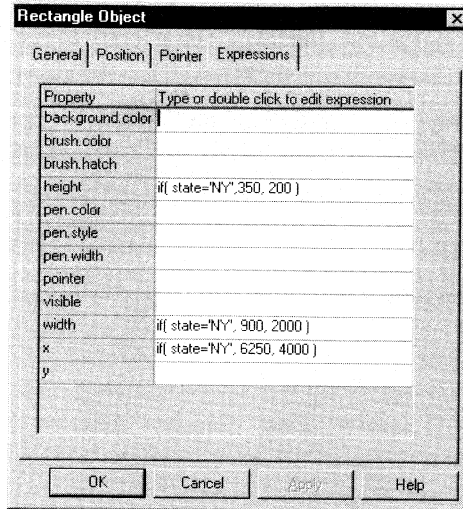 Rectangle Object
General Position Pointer Expressions
Property Type or double click to edit expression
background.color
brush.color
brush.hatch
height if( state="NY",350, 200 )
pen.color
pen.style
pen.width
pointer
visible
width if( state="NY", 900, 2000 )
x if( state="NY", 6250, 4000 )
y
OK Cancel Apply Help